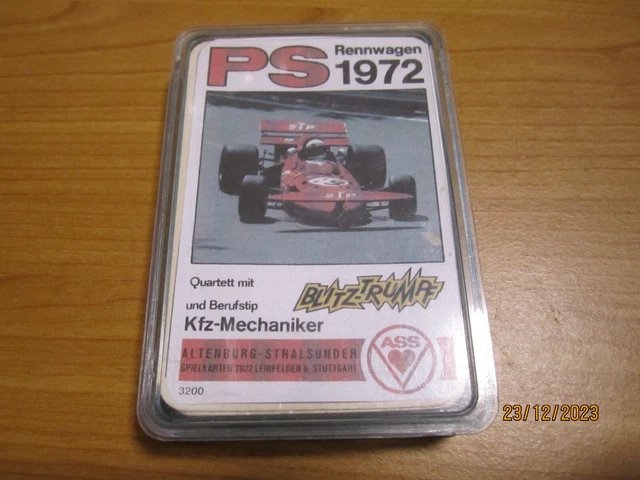 PS Rennwagen
1972
STP
STP
Quartett mit BLITZ-TRUMPF
und Berufstip
Kfz-Mechaniker
ALTENBURG-STRALSUNDER
SPIELKARTEN 7022 LEINFELDEN b. STUTTGART
ASS
3200
23/12/2023